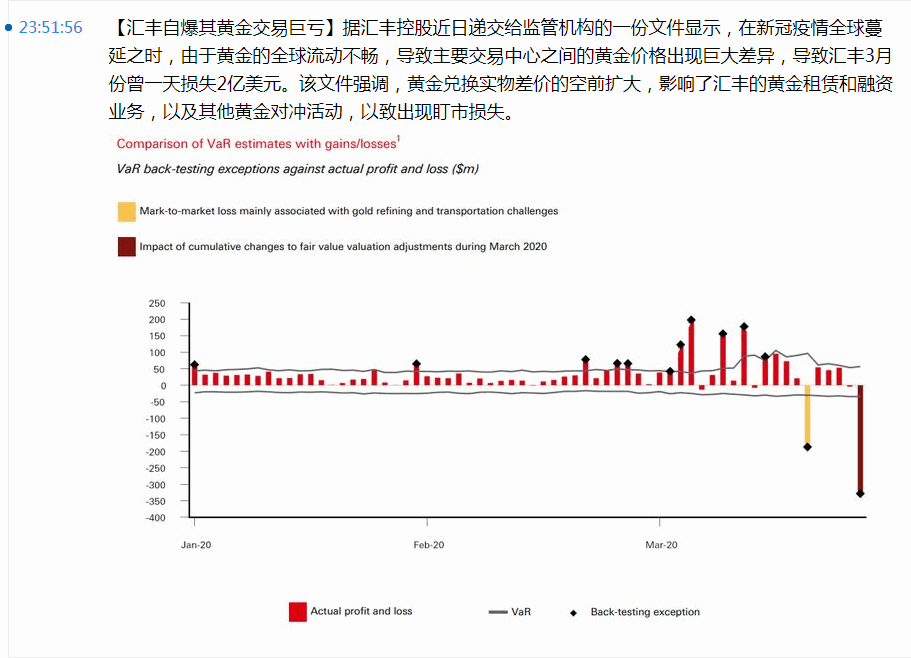 23:51:56
【汇丰自爆其黄金交易巨亏】据汇丰控股近日递交给监管机构的一份文件显示，在新冠疫情全球蔓
延之时，由于黄金的全球流动不畅，导致主要交易中心之间的黄金价格出现巨大差异，导致汇丰3月
份曾一天损失2亿美元。该文件强调，黄金兑换实物差价的空前扩大，影响了汇丰的黄金租赁和融资
业务，以及其他黄金对冲活动，以致出现盯市损失。
Comparison of VaR estimates with gains/losses1
VaR back-testing exceptions against actual profit and loss ($m)
Mark-to-market loss mainly associated with gold refining and transportation challenges
Impact of cumulative changes to fair value valuation adjustments during March 2020
250
200
150
100
50
0
-50
-100
-150
-200
-250
-300
-350
-400
Jan-20 Feb-20 Mar-20
Actual profit and loss VaR Back-testing exception